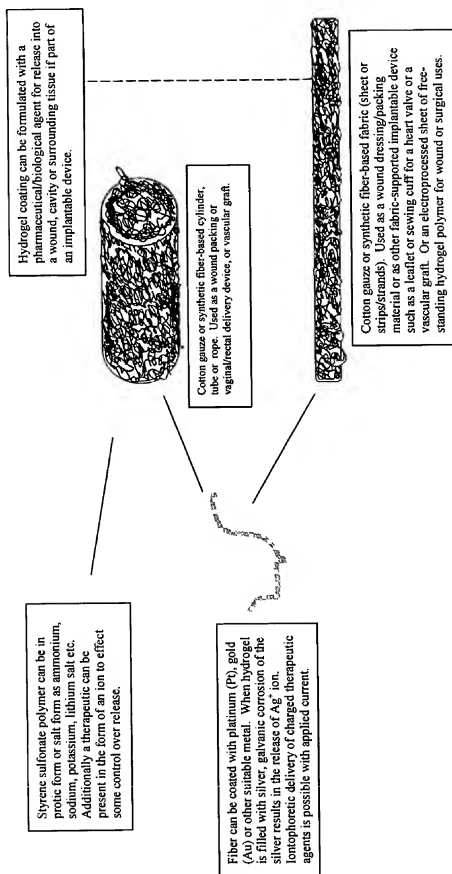 Styrene sulfonate polymer can be in
protic form or salt form as ammonium,
sodium, potassium, lithium salt etc.
Additionally a therapeutic can be
present in the form of an ion to effect
some control over release.
Hydrogel coating can be formulated with a
pharmaceutical/biological agent for release into
a wound, cavity or surrounding tissue if part of
an implantable device.
Cotton gauze or synthetic fiber-based cylinder,
tube or rope. Used as a wound packing or
vaginal/rectal delivery device, or vascular graft.
Fiber can be coated with platinum (Pt), gold
(Au) or other suitable metal. When hydrogel
is filled with silver, galvanic corrosion of the
silver results in the release of Ag+ ion.
Iontophoretic delivery of charged therapeutic
agents is possible with applied current.
Cotton gauze or synthetic fiber-based fabric (sheet or
strips/strands). Used as a wound dressing/packing
material or as other fabric-supported implantable device
such as a leaflet or sewing cuff for a heart valve or a
vascular graft. Or an electroprocessed sheet of free-
standing hydrogel polymer for wound or surgical uses.